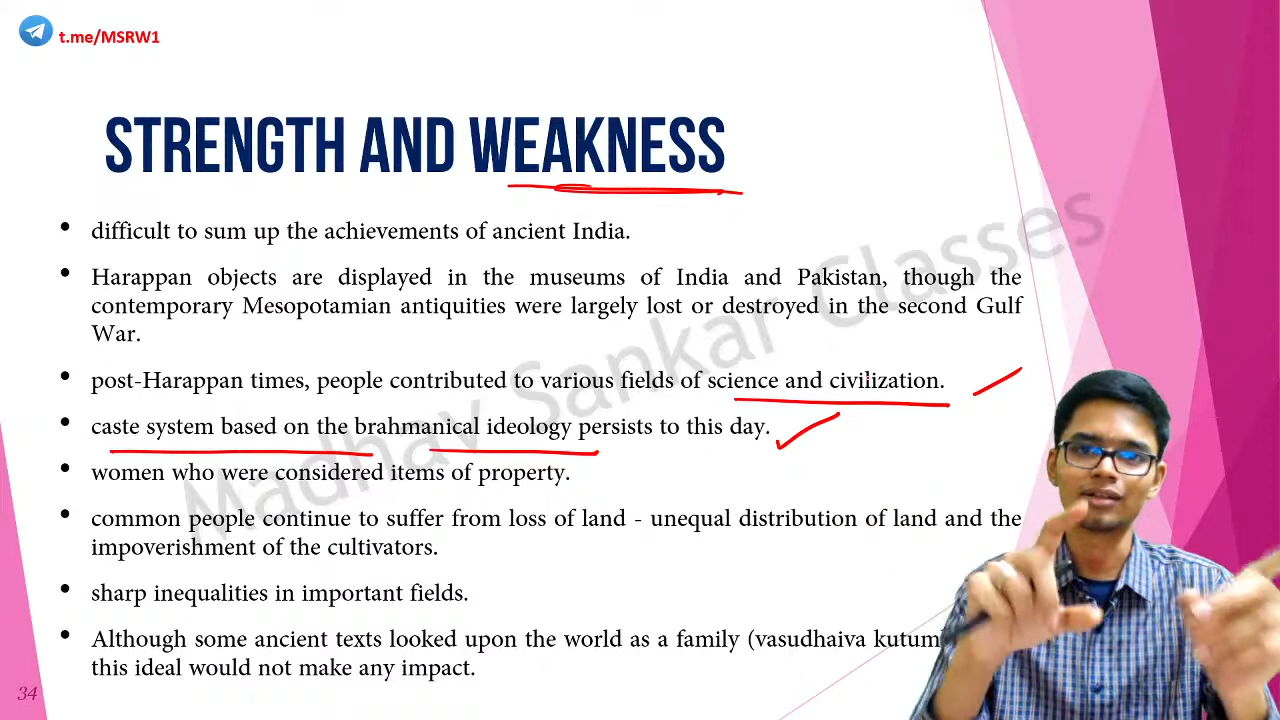 t.me/MSRW1
STRENGTH AND WEAKNESS
• difficult to sum up the achievements of ancient India.
• Harappan objects are displayed in the museums of India and Pakistan, though the
contemporary Mesopotamian antiquities were largely lost or destroyed in the second Gulf
War.
• post-Harappan times, people contributed to various fields of science and civilization.
• caste system based on the brahmanical ideology persists to this day.
• women who were considered items of property.
• common people continue to suffer from loss of land - unequal distribution of land and the
impoverishment of the cultivators.
• sharp inequalities in important fields.
• Although some ancient texts looked upon the world as a family (vasudhaiva
this ideal would not make any impact.
34
Madhav Sankar Classes